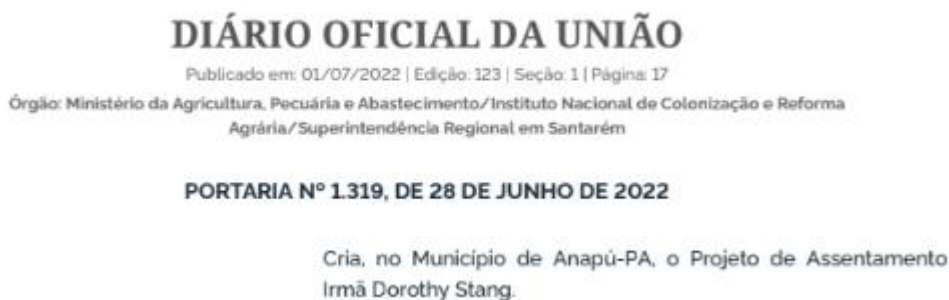 DIÁRIO OFICIAL DA UNIÃO
Publicado em: 01/07/2022 | Edição: 123 | Seção: 1 | Página: 17
Órgão: Ministério da Agricultura, Pecuária e Abastecimento/Instituto Nacional de Colonização e Reforma
Agrária/Superintendência Regional em Santarém
PORTARIA Nº 1.319, DE 28 DE JUNHO DE 2022
Cria, no Município de Anapú-PA, o Projeto de Assentamento
Irmã Dorothy Stang.